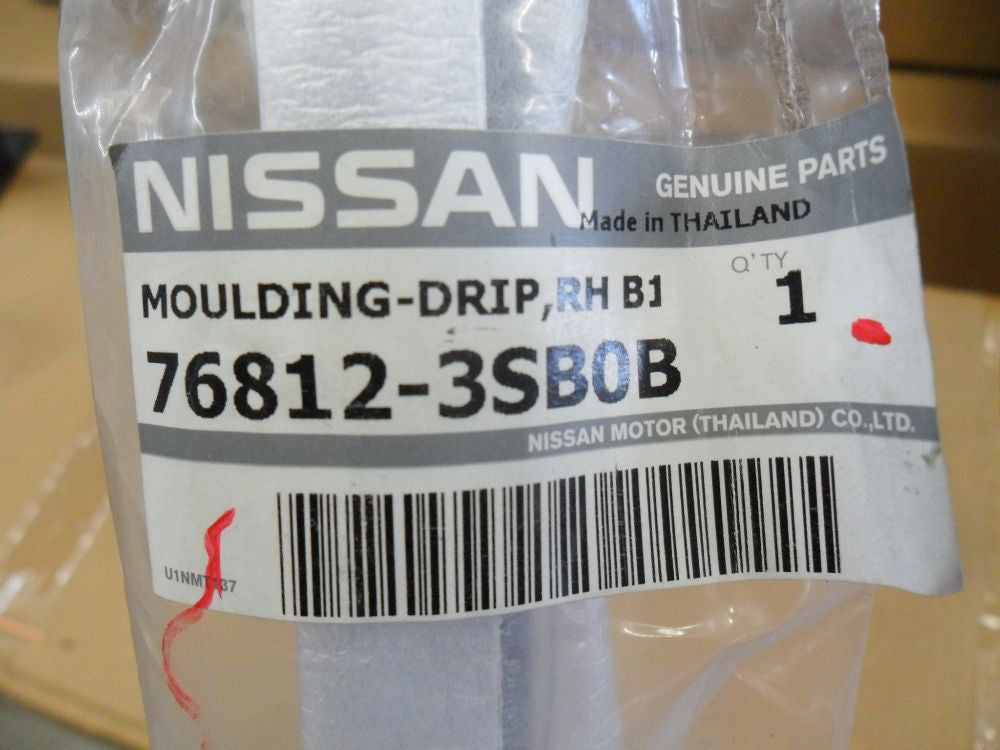 NISSAN GENUINE PARTS
Made in THAILAND
MOULDING-DRIP,RH B1
Q'TY 1
76812-3SB0B
NISSAN MOTOR (THAILAND) CO.,LTD.